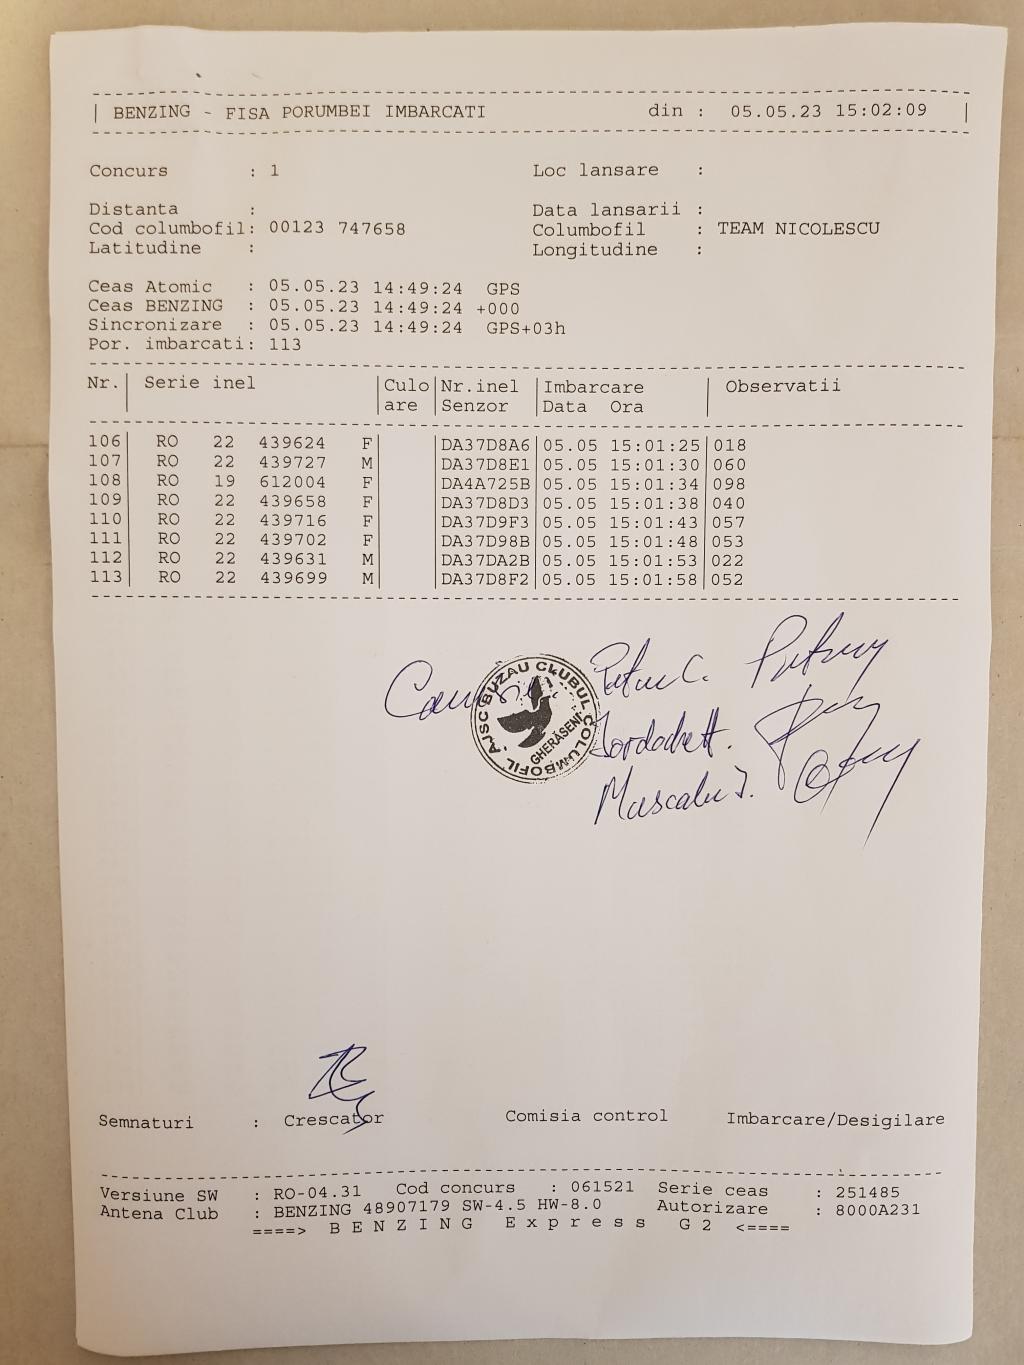 BENZING - FISA PORUMBEI IMBARCATI din : 05.05.23 15:02:09
Concurs : 1 Loc lansare :
Distanta : Data lansarii :
Cod columbofil: 00123 747658 Columbofil : TEAM NICOLESCU
Latitudine : Longitudine :
Ceas Atomic : 05.05.23 14:49:24 GPS
Ceas BENZING : 05.05.23 14:49:24 +000
Sincronizare : 05.05.23 14:49:24 GPS+03h
Por. imbarcati: 113
Nr. Serie inel Culo Nr.inel Imbarcare Observatii
are Senzor Data Ora
106 RO 22 439624 F DA37D8A6 05.05 15:01:25 018
107 RO 22 439727 M DA37D8E1 05.05 15:01:30 060
108 RO 19 612004 F DA4A725B 05.05 15:01:34 098
109 RO 22 439658 F DA37D8D3 05.05 15:01:38 040
110 RO 22 439716 F DA37D9F3 05.05 15:01:43 057
111 RO 22 439702 F DA37D98B 05.05 15:01:48 053
112 RO 22 439631 M DA37DA2B 05.05 15:01:53 022
113 RO 22 439699 M DA37D8F2 05.05 15:01:58 052
AJSC BUZAU CLUBUL COLUMBOFIL
GHERĂSENI
Semnaturi : Crescator Comisia control Imbarcare/Desigilare
Versiune SW : RO-04.31 Cod concurs : 061521 Serie ceas : 251485
Antena Club : BENZING 48907179 SW-4.5 HW-8.0 Autorizare : 8000A231
====> B E N Z I N G E x p r e s s G 2 <====